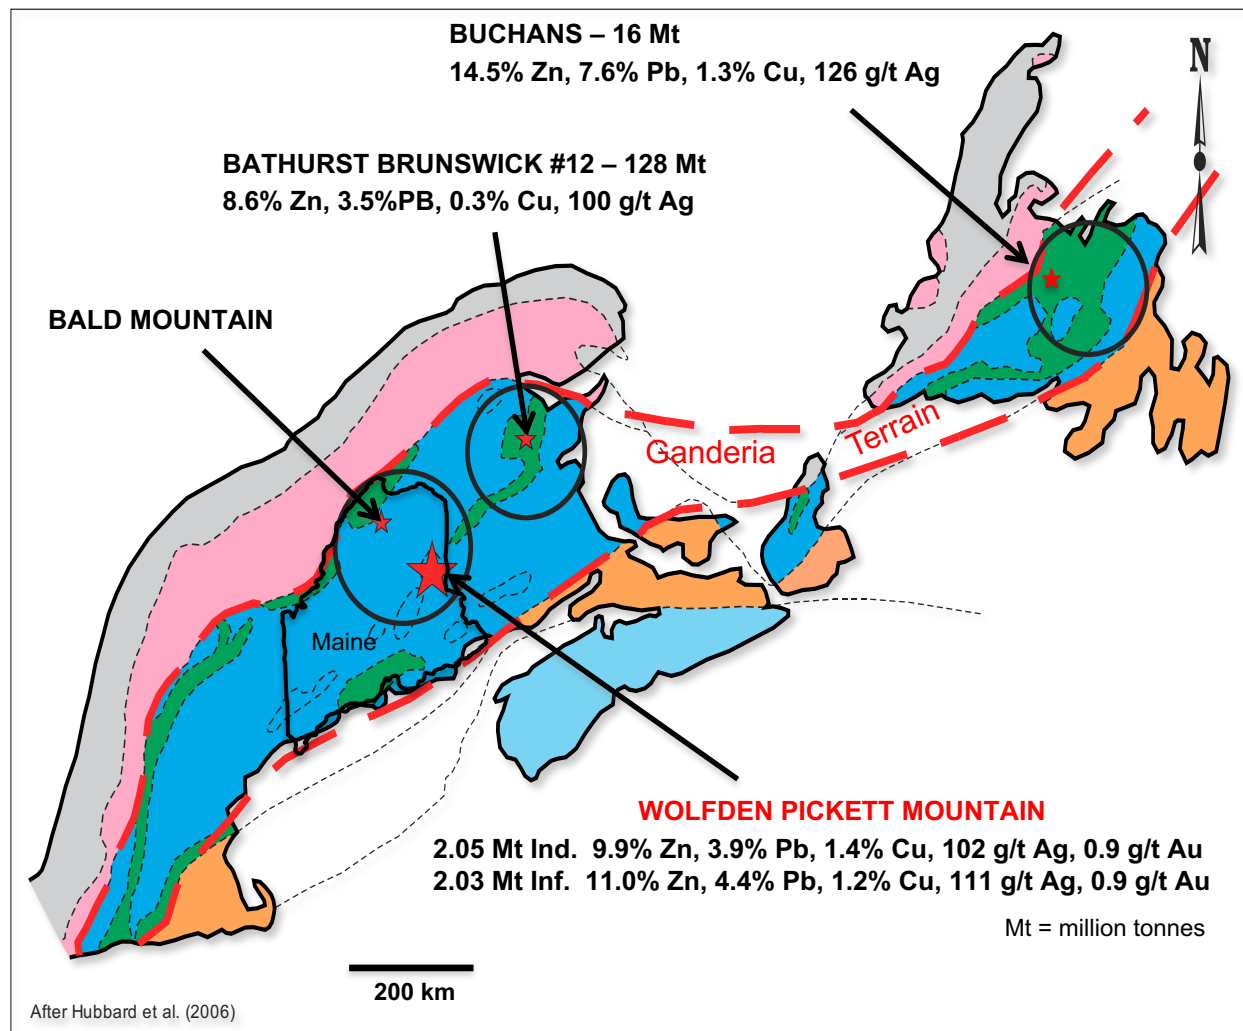 BUCHANS – 16 Mt
14.5% Zn, 7.6% Pb, 1.3% Cu, 126 g/t Ag
N
BATHURST BRUNSWICK #12 – 128 Mt
8.6% Zn, 3.5%PB, 0.3% Cu, 100 g/t Ag
BALD MOUNTAIN
Ganderia
Terrain
Maine
WOLFDEN PICKETT MOUNTAIN
2.05 Mt Ind. 9.9% Zn, 3.9% Pb, 1.4% Cu, 102 g/t Ag, 0.9 g/t Au
2.03 Mt Inf. 11.0% Zn, 4.4% Pb, 1.2% Cu, 111 g/t Ag, 0.9 g/t Au
Mt = million tonnes
200 km
After Hubbard et al. (2006)